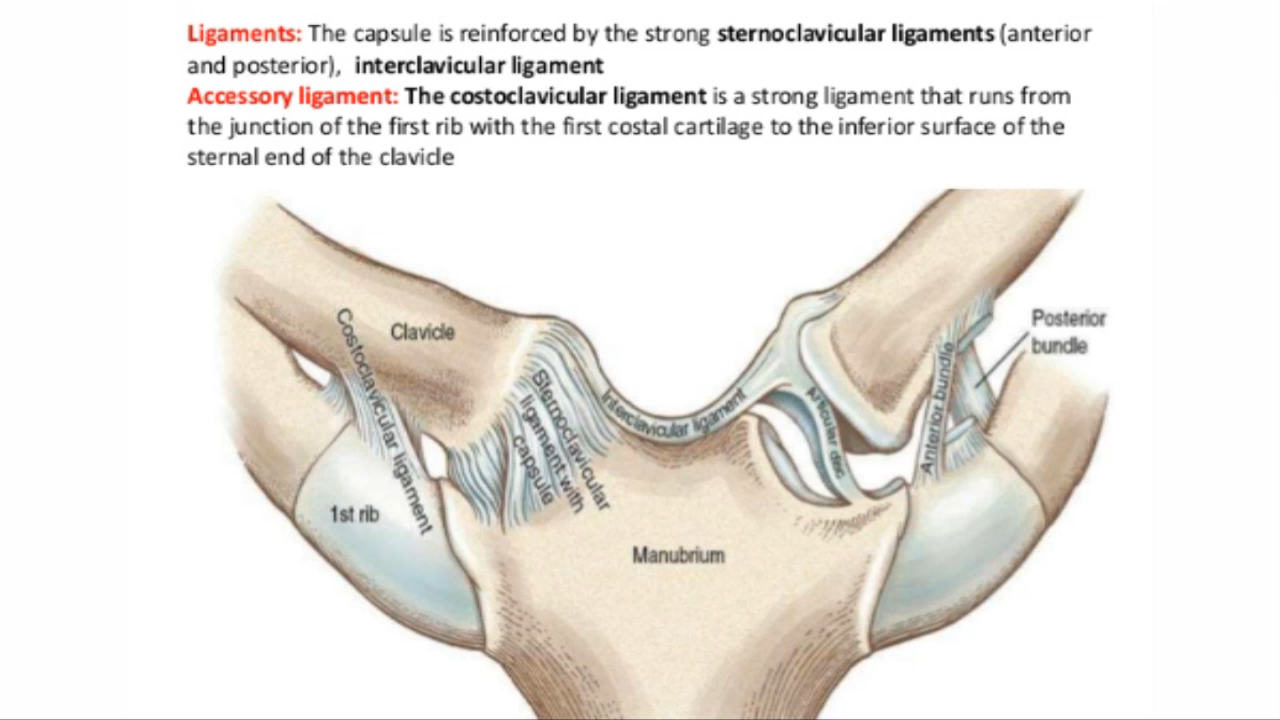 Ligaments: The capsule is reinforced by the strong sternoclavicular ligaments (anterior
and posterior), interclavicular ligament
Accessory ligament: The costoclavicular ligament is a strong ligament that runs from
the junction of the first rib with the first costal cartilage to the inferior surface of the
sternal end of the clavicle
Costoclavicular ligament
Clavicle
Sternoclavicular
ligament with
capsule
Interclavicular ligament
Articular disc
Anterior bundle
Posterior
bundle
1st rib
Manubrium